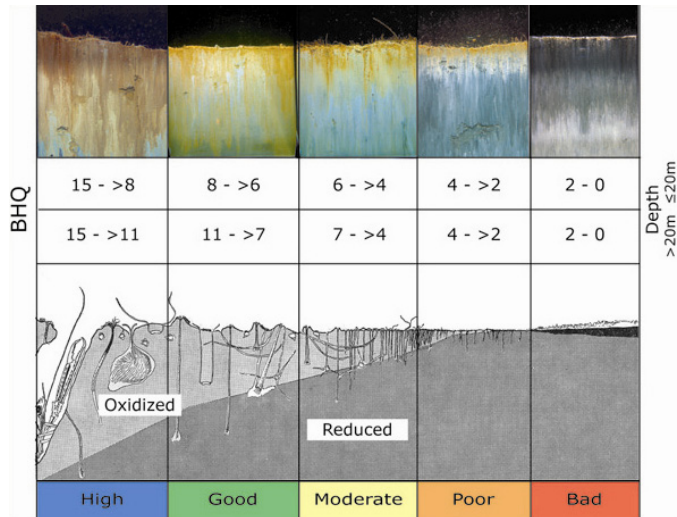 BHQ
15 - >8 8 - >6 6 - >4 4 - >2 2 - 0
15 - >11 11 - >7 7 - >4 4 - >2 2 - 0
Depth
>20m ≤20m
Oxidized
Reduced
High Good Moderate Poor Bad